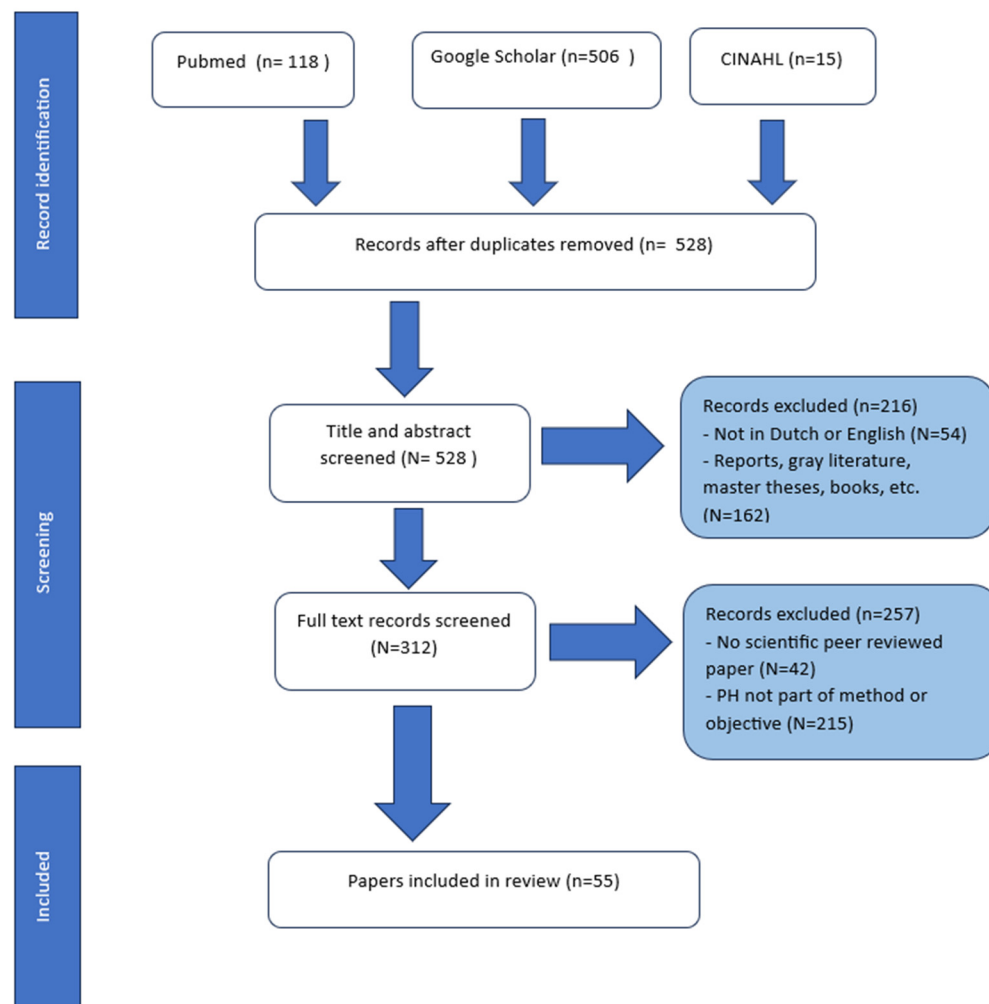 Record identification
Pubmed (n= 118 )
Google Scholar (n=506 )
CINAHL (n=15)
Records after duplicates removed (n= 528)
Screening
Title and abstract
screened (N= 528 )
Records excluded (n=216)
- Not in Dutch or English (N=54)
- Reports, gray literature,
master theses, books, etc.
(N=162)
Full text records screened
(N=312)
Records excluded (n=257)
- No scientific peer reviewed
paper (N=42)
- PH not part of method or
objective (N=215)
Included
Papers included in review (n=55)